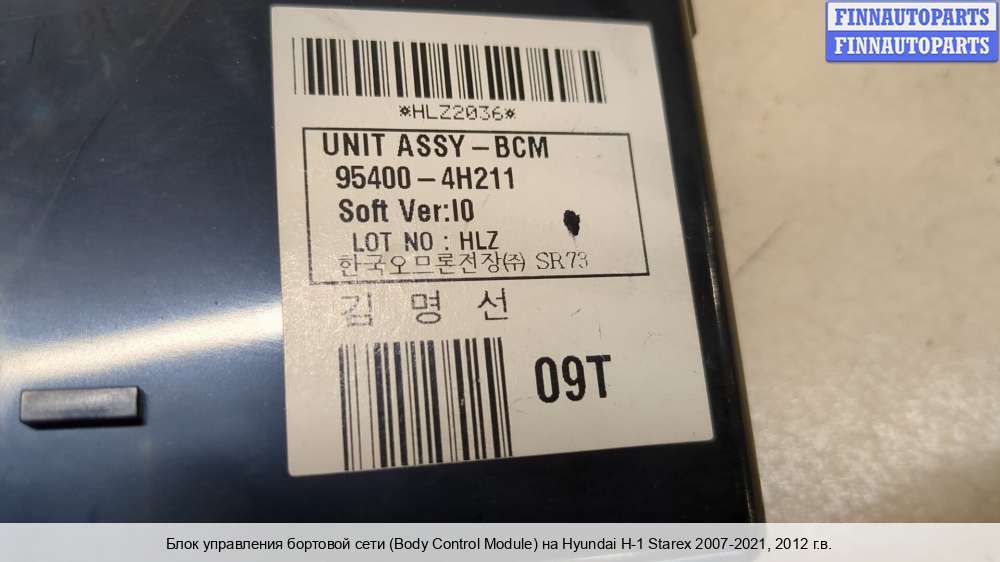 FINNAUTOPARTS
FINNAUTOPARTS
*HLZ2036*
UNIT ASSY-BCM
95400-4H211
Soft Ver:I0
LOT NO : HLZ
한국오므론전장㈜ SR73
김 명 선
09T
Блок управления бортовой сети (Body Control Module) на Hyundai H-1 Starex 2007-2021, 2012 г.в.